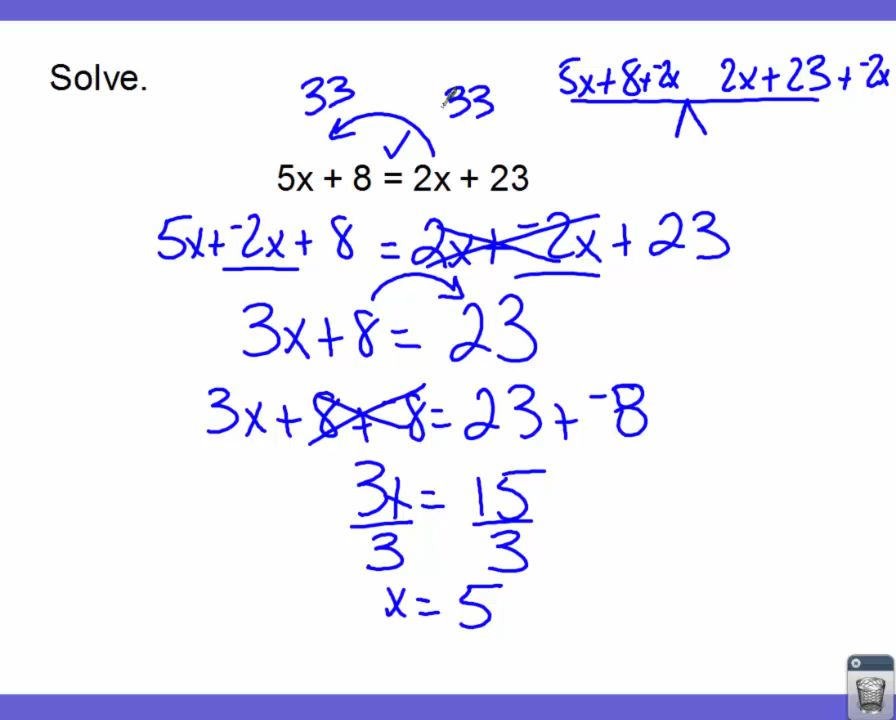 Solve.
33 33
5x+8+⁻2x 2x+23+⁻2x
5x + 8 = 2x + 23
5x+⁻2x+8 = 2x+⁻2x+23
3x+8 = 23
3x+8+⁻8=23+⁻8
3x = 15
3 3
x = 5